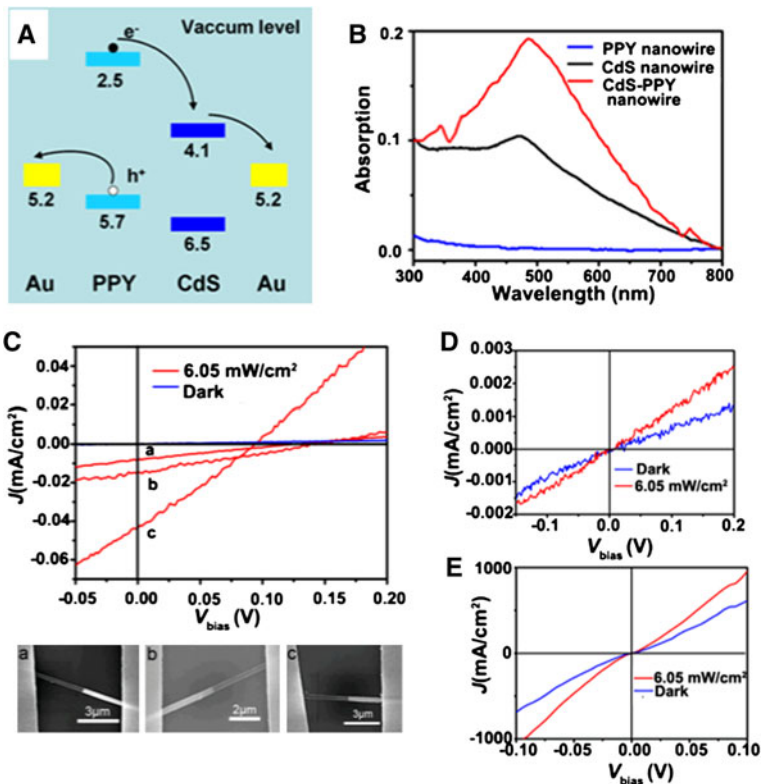 A
Vaccum level
e-
2.5
4.1
h+
5.2
5.7
5.2
6.5
Au PPY CdS Au
B
PPY nanowire
CdS nanowire
CdS-PPY
nanowire
Absorption
0.2
0.1
0.0
300 400 500 600 700 800
Wavelength (nm)
C
6.05 mW/cm²
Dark
J(mA/cm²)
0.04
0.02
0.00
-0.02
-0.04
-0.06
a
b
c
-0.05 0.00 0.05 0.10 0.15 0.20
Vbias (V)
a
3µm
b
2µm
c
3µm
D
J(mA/cm²)
0.003
0.002
0.001
0.000
-0.001
-0.002
Dark
6.05 mW/cm²
-0.1 0.0 0.1 0.2
Vbias (V)
E
J(mA/cm²)
1000
0
-1000
6.05 mW/cm²
Dark
-0.10 -0.05 0.00 0.05 0.10
Vbias (V)